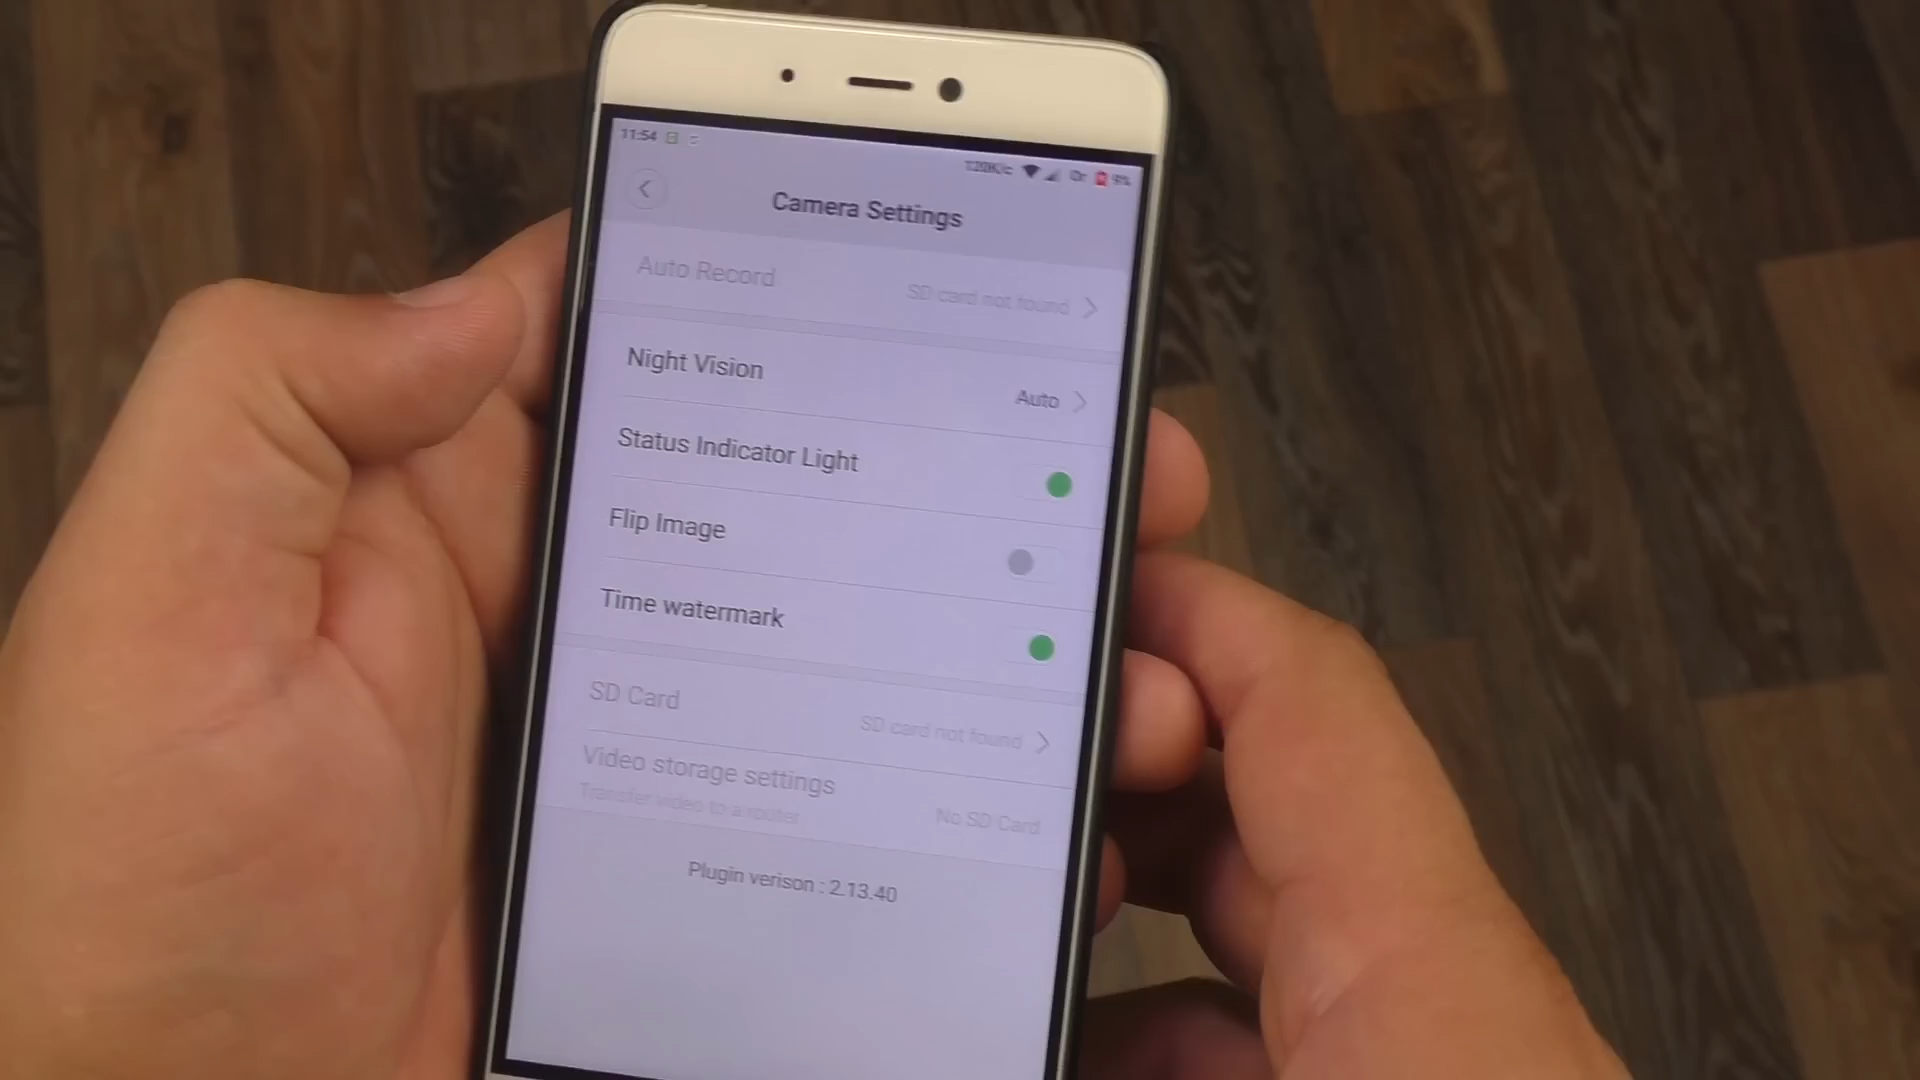 11:54
9%
Camera Settings
Auto Record
SD card not found
Night Vision
Auto
Status Indicator Light
Flip Image
Time watermark
SD Card
SD card not found
Video storage settings
Transfer video to a router
No SD Card
Plugin verison : 2.13.40